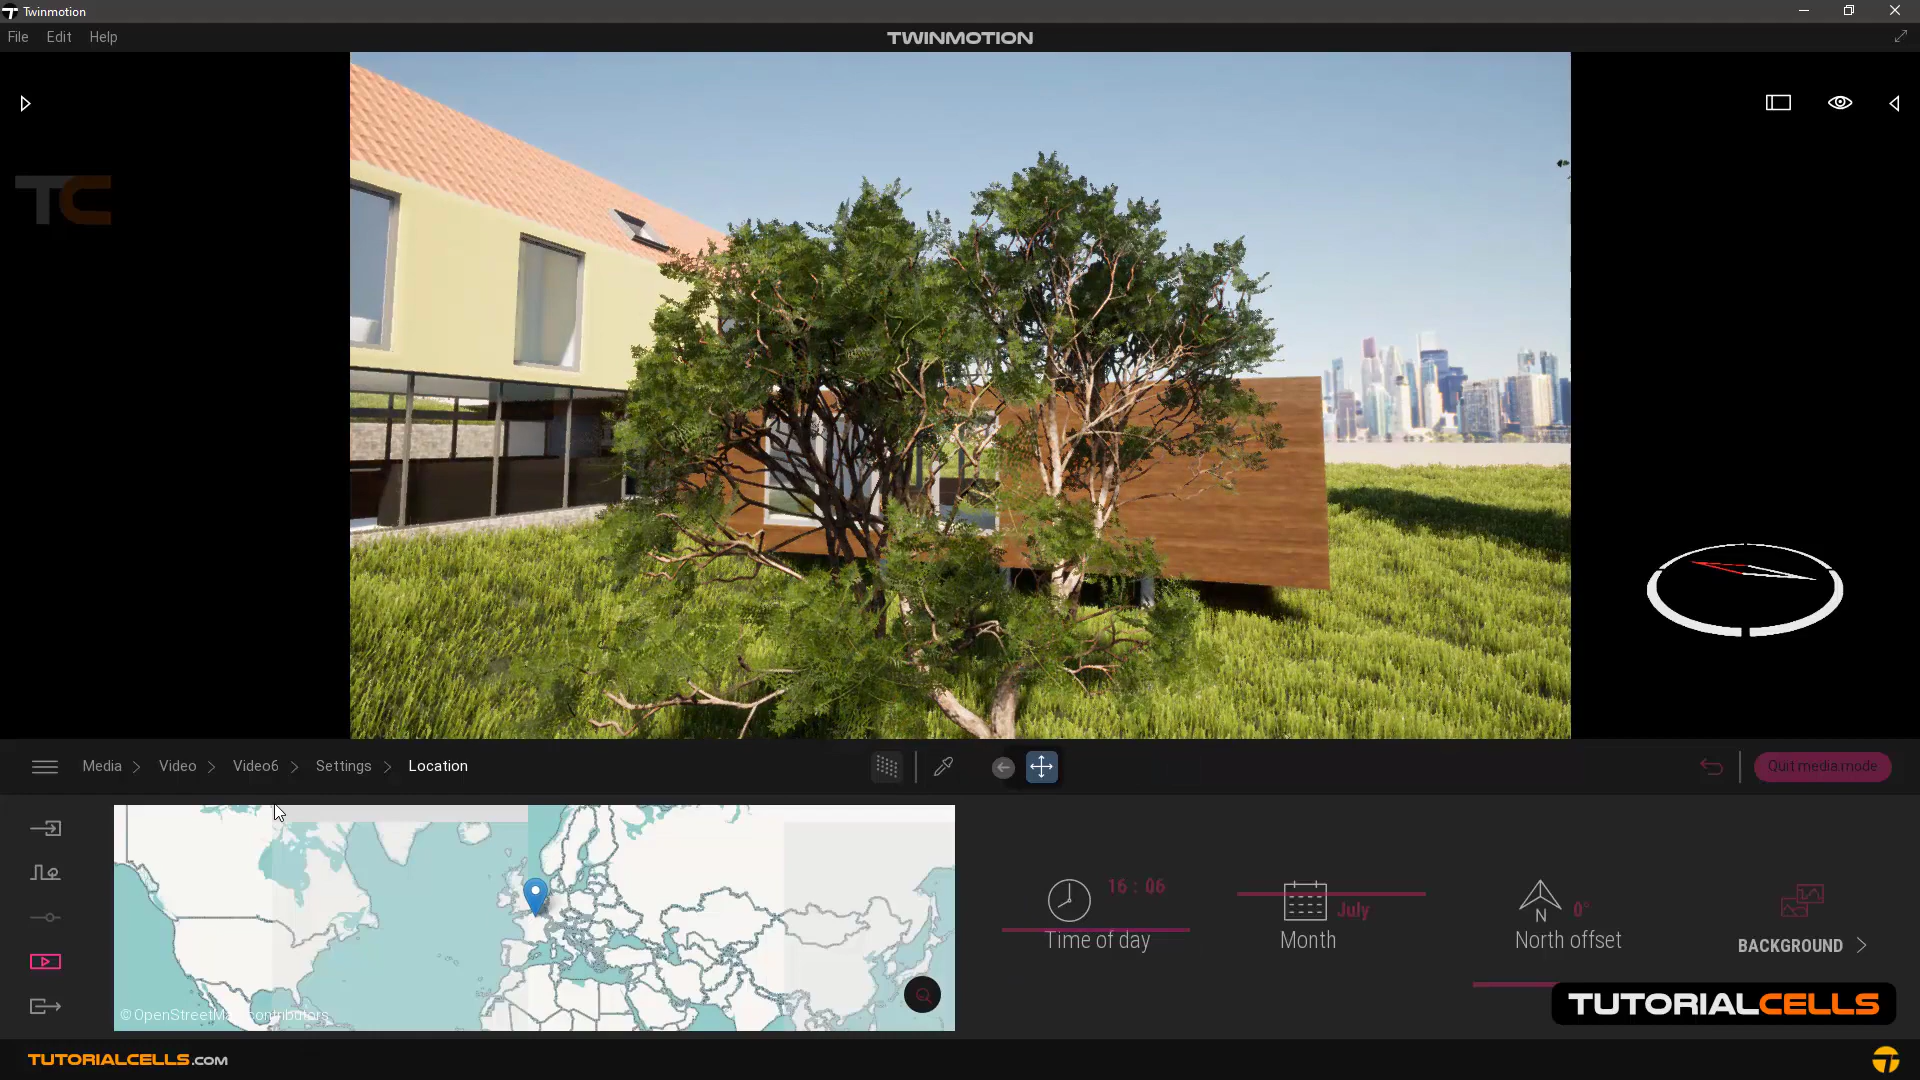 Twinmotion
File Edit Help
TWINMOTION
TC
Media Video Video6 Settings Location
Quit media mode
16 : 06
Time of day
July
Month
N
0°
North offset
BACKGROUND
© OpenStreetMap contributors
TUTORIALCELLS
TUTORIALCELLS.COM